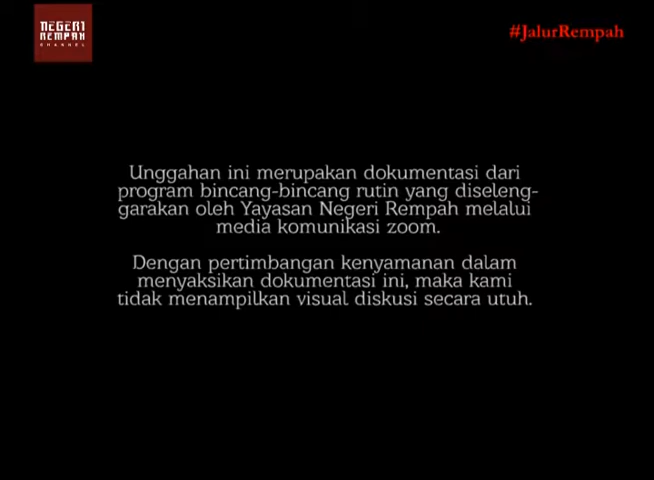 NEGERI
REMPAH
CHANNEL
#JalurRempah
Unggahan ini merupakan dokumentasi dari
program bincang-bincang rutin yang diseleng-
garakan oleh Yayasan Negeri Rempah melalui
media komunikasi zoom.
Dengan pertimbangan kenyamanan dalam
menyaksikan dokumentasi ini, maka kami
tidak menampilkan visual diskusi secara utuh.